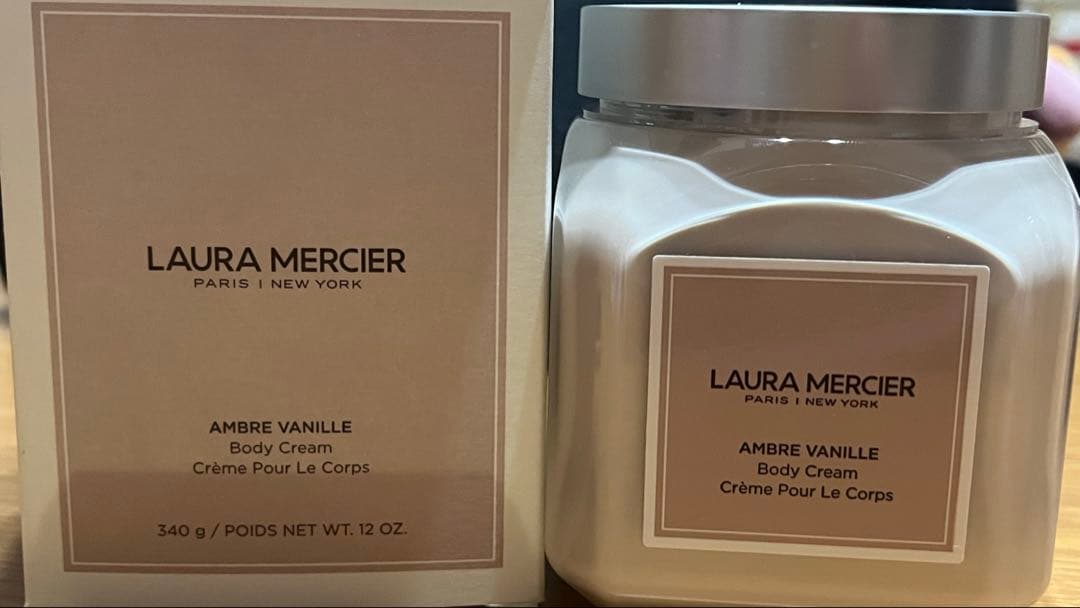 LAURA MERCIER
PARIS | NEW YORK
AMBRE VANILLE
Body Cream
Crème Pour Le Corps
340 g / POIDS NET WT. 12 OZ.
LAURA MERCIER
PARIS | NEW YORK
AMBRE VANILLE
Body Cream
Crème Pour Le Corps